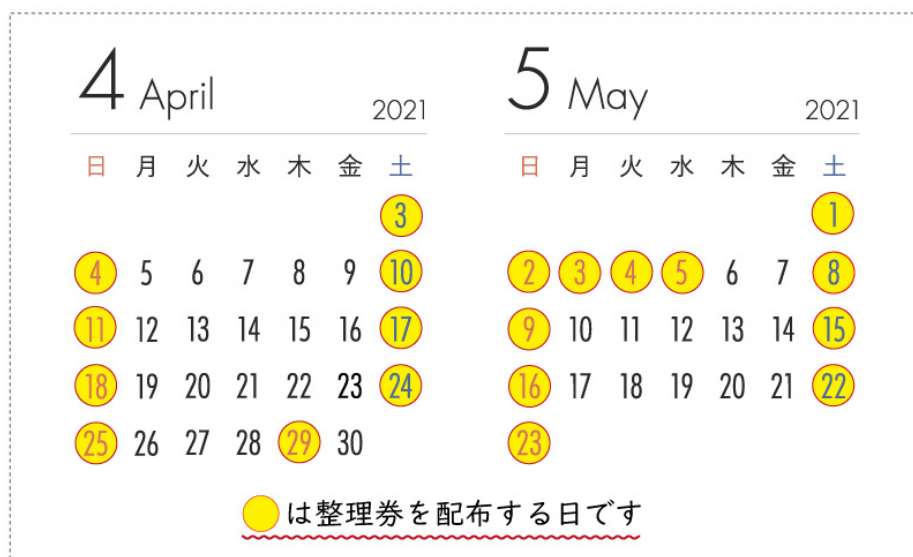 4 April 2021
日 月 火 水 木 金 土
3
4 5 6 7 8 9 10
11 12 13 14 15 16 17
18 19 20 21 22 23 24
25 26 27 28 29 30
5 May 2021
日 月 火 水 木 金 土
1
2 3 4 5 6 7 8
9 10 11 12 13 14 15
16 17 18 19 20 21 22
23
は整理券を配布する日です